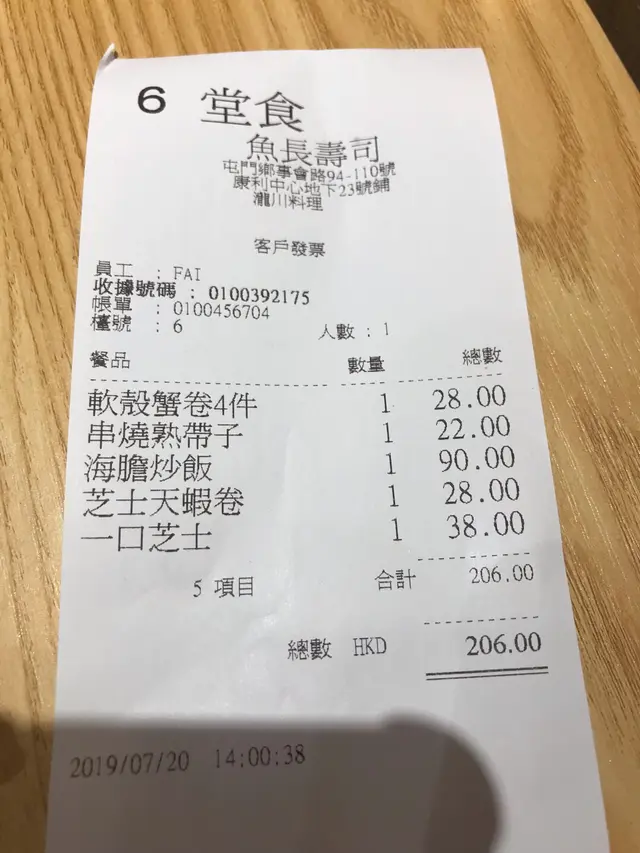 6 堂食
魚長壽司
屯門鄉事會路94-110號
康利中心地下23號鋪
瀧川料理
客戶發票
員工 : FAI
收據號碼 : 0100392175
帳單 : 0100456704
檯號 : 6 人數 : 1
餐品 數量 總數
軟殼蟹卷4件 1 28.00
串燒熟帶子 1 22.00
海膽炒飯 1 90.00
芝士天蝦卷 1 28.00
一口芝士 1 38.00
5 項目 合計 206.00
總數 HKD 206.00
2019/07/20 14:00:38